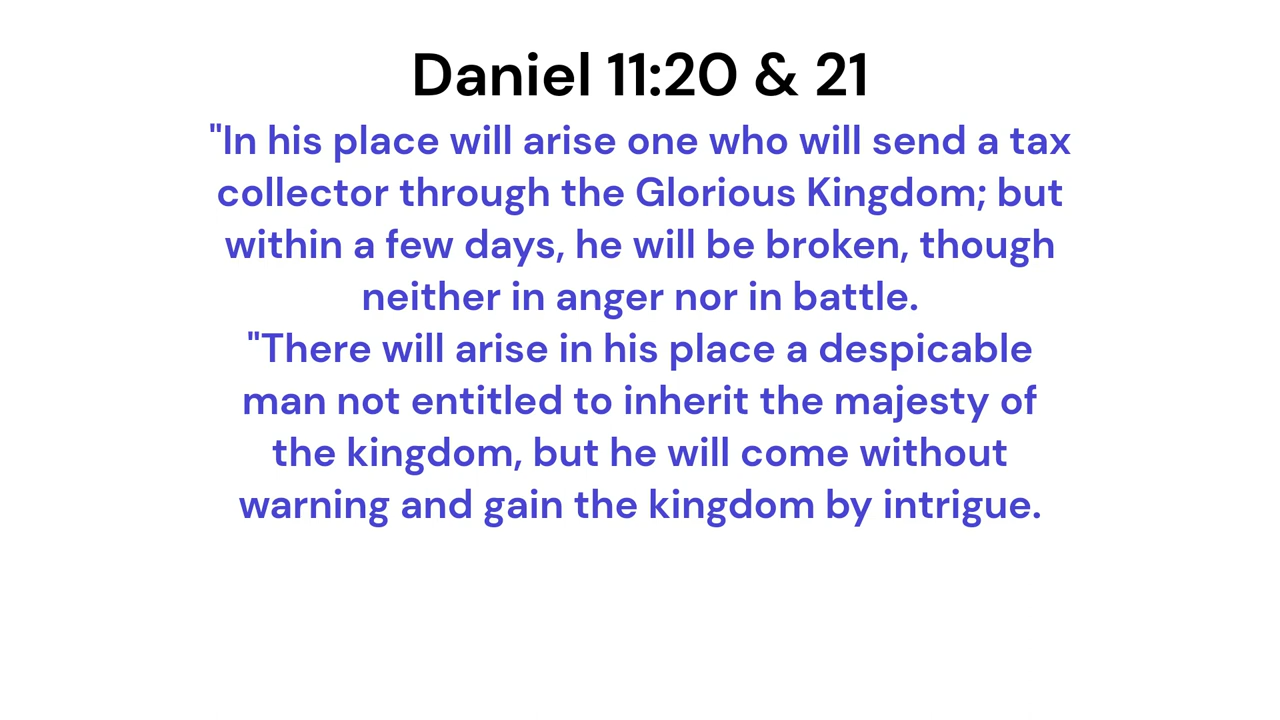 Daniel 11:20 & 21
"In his place will arise one who will send a tax
collector through the Glorious Kingdom; but
within a few days, he will be broken, though
neither in anger nor in battle.
"There will arise in his place a despicable
man not entitled to inherit the majesty of
the kingdom, but he will come without
warning and gain the kingdom by intrigue.